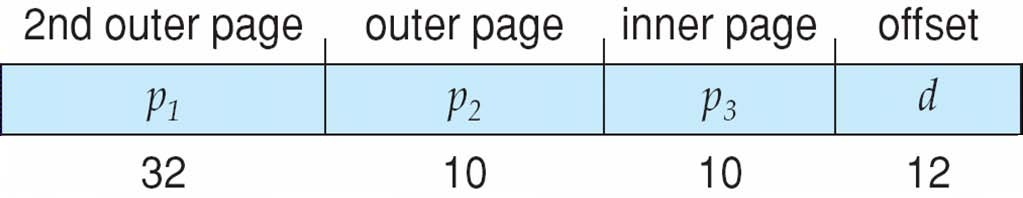 2nd outer page outer page inner page offset
p1 p2 p3 d
32 10 10 12